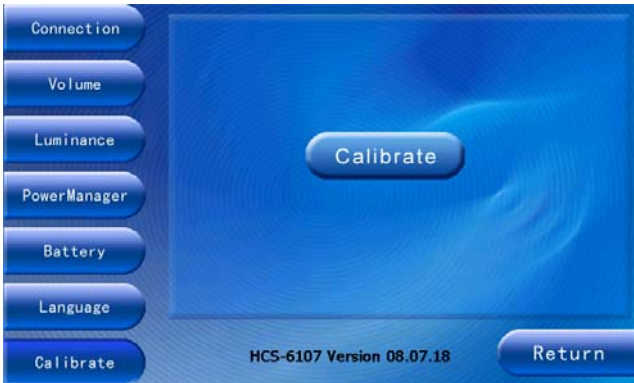 Connection
Volume
Luminance
PowerManager
Battery
Language
Calibrate
Calibrate
HCS-6107 Version 08.07.18
Return